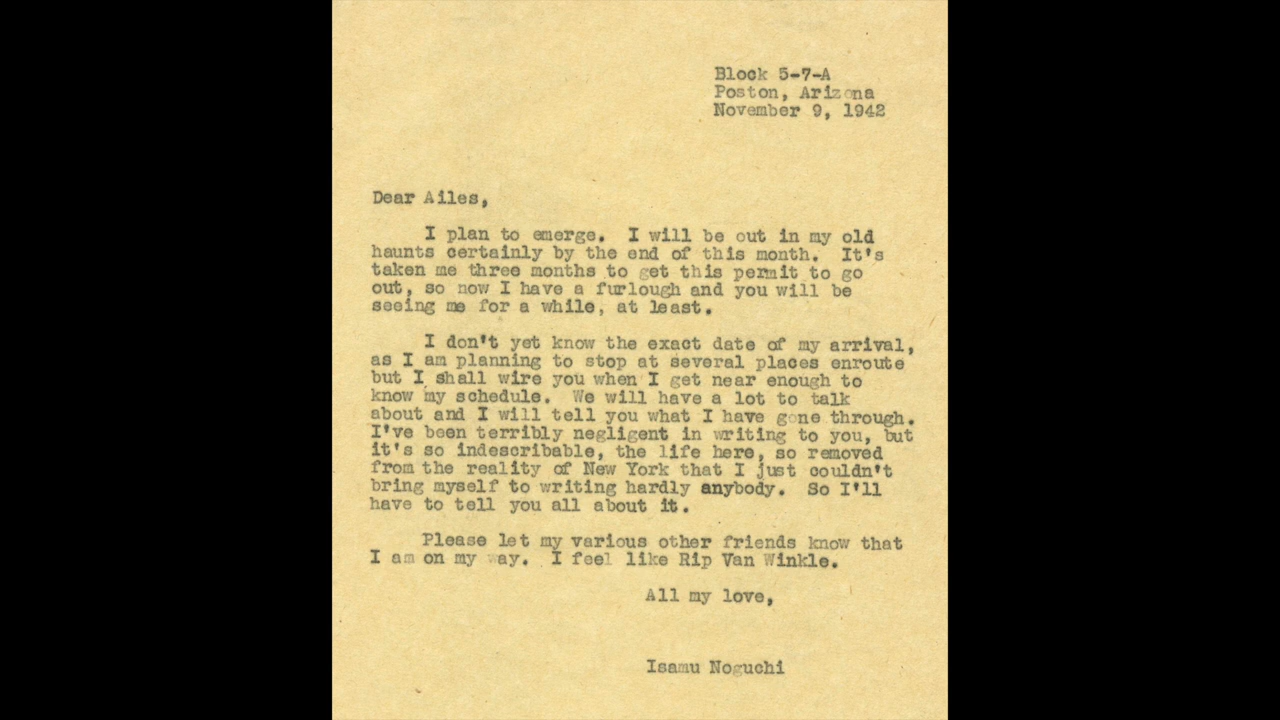 Block 5-7-A
Poston, Arizona
November 9, 1942
Dear Ailes,
I plan to emerge. I will be out in my old
haunts certainly by the end of this month. It's
taken me three months to get this permit to go
out, so now I have a furlough and you will be
seeing me for a while, at least.
I don't yet know the exact date of my arrival,
as I am planning to stop at several places enroute
but I shall wire you when I get near enough to
know my schedule. We will have a lot to talk
about and I will tell you what I have gone through.
I've been terribly negligent in writing to you, but
it's so indescribable, the life here, so removed
from the reality of New York that I just couldn't
bring myself to writing hardly anybody. So I'll
have to tell you all about it.
Please let my various other friends know that
I am on my way. I feel like Rip Van Winkle.
All my love,
Isamu Noguchi